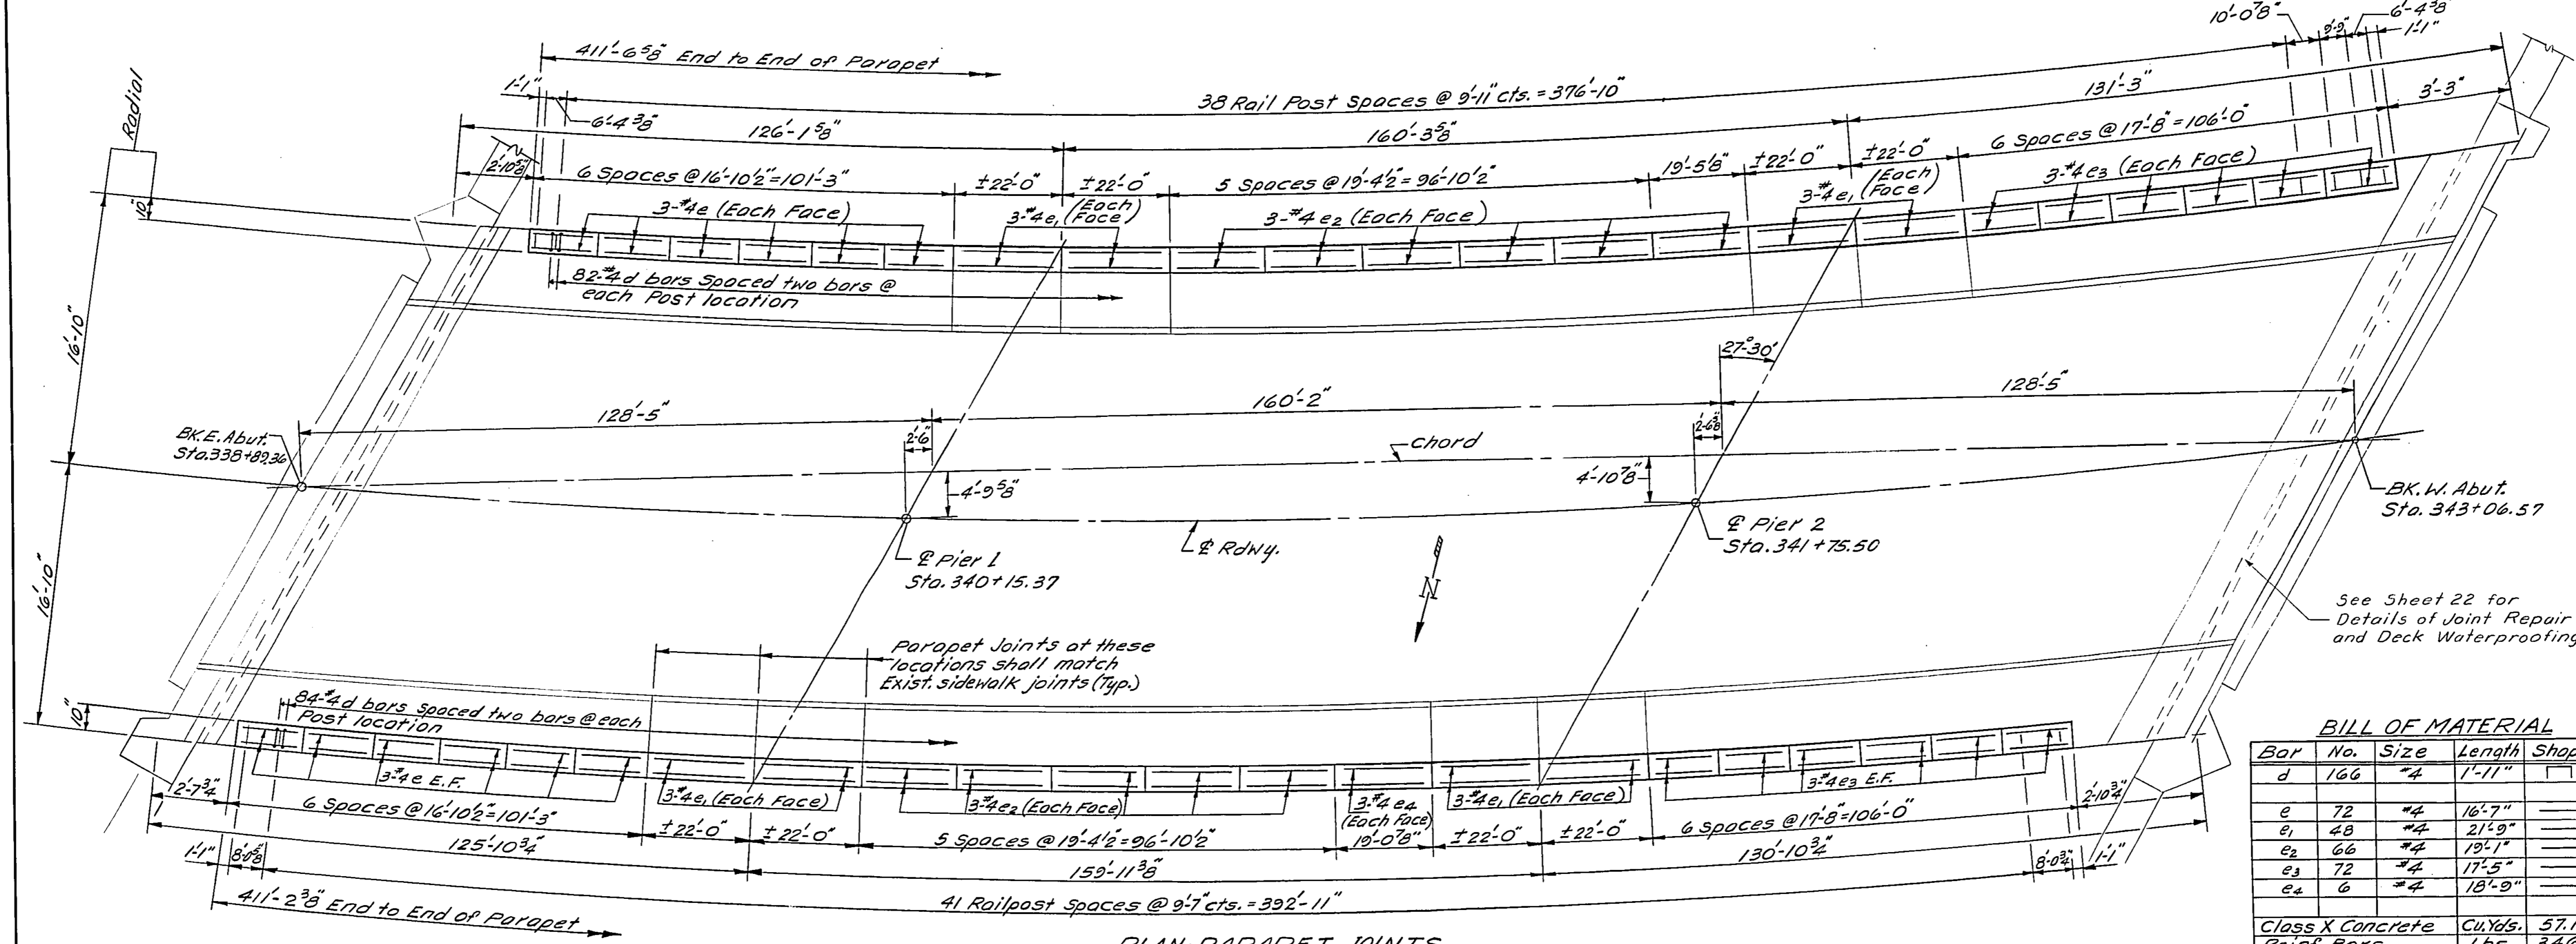 10'-0⅞"
9'-9"
6'-4⅜"
1'-1"
411'-6⅝" End to End of Parapet
1'-1"
38 Rail Post Spaces @ 9'-11" cts. = 376'-10"
131'-3"
3'-3"
Radial
6'-4⅜"
126'-1⅝"
160'-3⅝"
2'-10⅝"
6 Spaces @ 16'-10½" = 101'-3"
±22'-0"
±22'-0"
5 Spaces @ 19'-4½" = 96'-10½"
19'-5⅛"
±22'-0"
±22'-0"
6 Spaces @ 17'-8" = 106'-0"
10"
3-#4e (Each Face)
3-#4e₁ (Each Face)
3-#4e₂ (Each Face)
3-#4e₁ (Each Face)
3-#4e₃ (Each Face)
82-#4d bars Spaced two bars @
each Post location
16'-10"
27°-30'
128'-5"
160'-2"
128'-5"
BK. E. Abut.
Sta. 338+89.36
2'-6"
2'-6⅜"
Chord
4'-9⅝"
4'-10⅞"
BK. W. Abut.
Sta. 343+06.57
℄ Pier 1
Sta. 340+15.37
℄ Rdwy.
℄ Pier 2
Sta. 341+75.50
N
16'-10"
See Sheet 22 for
Details of Joint Repair
and Deck Waterproofing
Parapet Joints at these
locations shall match
Exist. sidewalk joints (Typ.)
10"
84-#4d bars spaced two bars @ each
Post location
3-#4e E.F.
3-#4e₁ (Each Face)
3-#4e₂ (Each Face)
3-#4e₄
(Each Face)
3-#4e₁ (Each Face)
3-#4e₃ E.F.
2'-7¾"
6 Spaces @ 16'-10½" = 101'-3"
±22'-0"
±22'-0"
5 Spaces @ 19'-4½" = 96'-10½"
19'-0⅞"
±22'-0"
±22'-0"
6 Spaces @ 17'-8" = 106'-0"
2'-10¾"
125'-10¾"
159'-11⅜"
130'-10¾"
1'-1"
8'-0⅝"
8'-0¾"
1'-1"
41 Railpost Spaces @ 9'-7" cts. = 392'-11"
411'-2⅜" End to End of Parapet
PLAN-PARAPET JOINTS
BILL OF MATERIAL
Bar No. Size Length
d 166 #4 1'-11"
e 72 #4 16'-7"
e₁ 48 #4 21'-9"
e₂ 66 #4 19'-1"
e₃ 72 #4 17'-5"
e₄ 6 #4 18'-9"
Class X Concrete Cu.Yds.
Reinf. Bars Lbs.